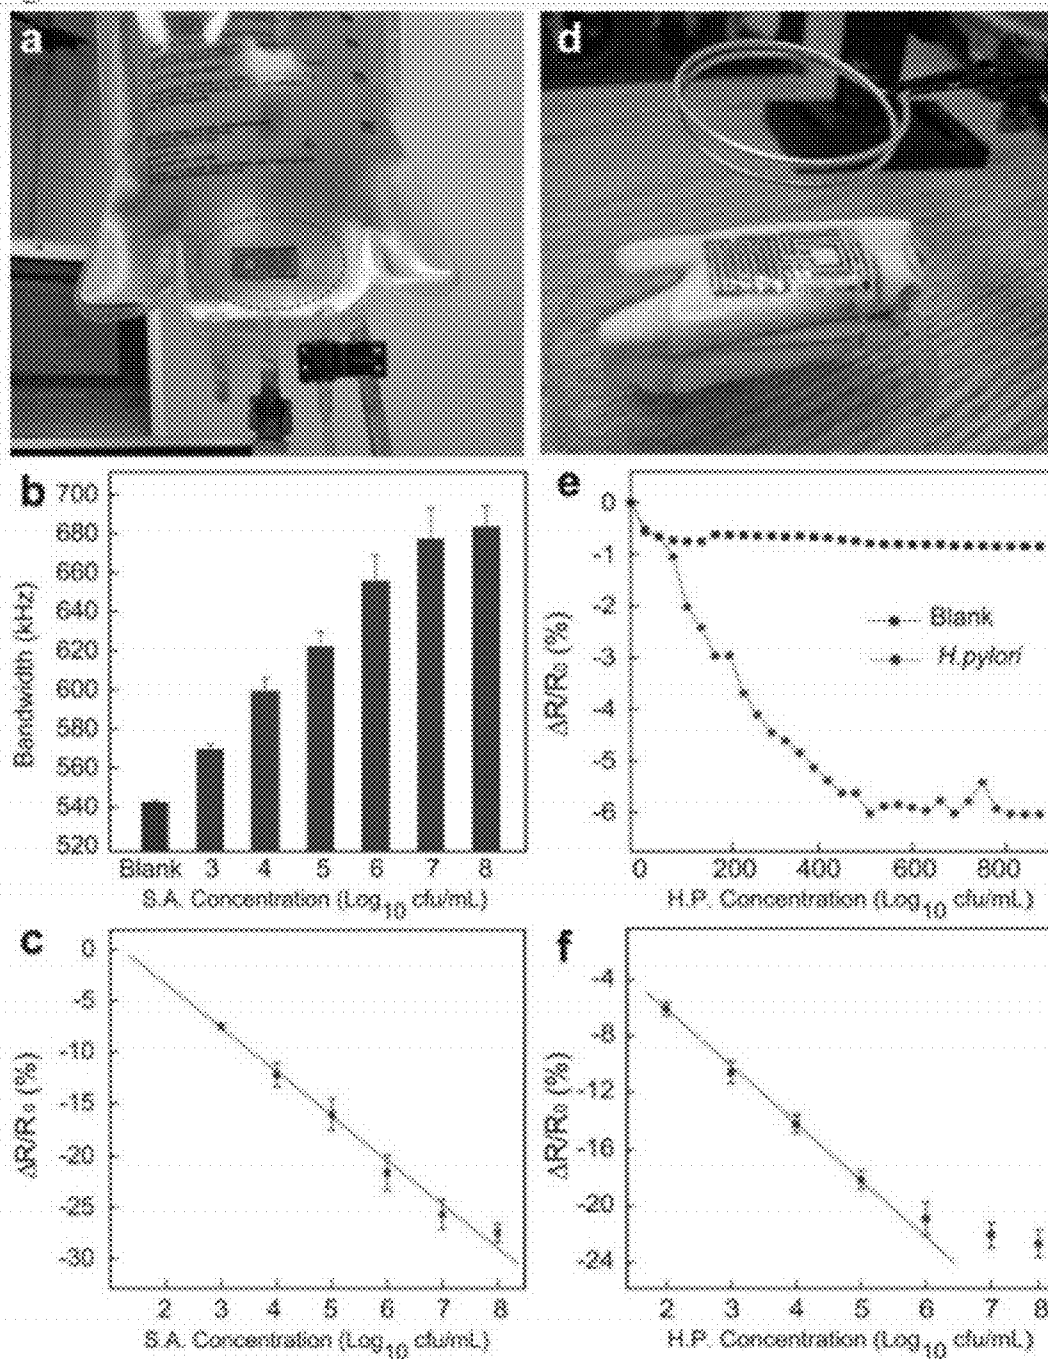 a
d
b
700
680
660
640
620
600
580
560
540
520
Bandwidth (kHz)
Blank 3 4 5 6 7 8
S.A. Concentration (Log10 cfu/mL)
e
0
-1
-2
-3
-4
-5
-6
ΔR/R0 (%)
Blank
H.pylori
0 200 400 600 800
H.P. Concentration (Log10 cfu/mL)
c
0
-5
-10
-15
-20
-25
-30
ΔR/R0 (%)
2 3 4 5 6 7 8
S.A. Concentration (Log10 cfu/mL)
f
-4
-8
-12
-16
-20
-24
ΔR/R0 (%)
2 3 4 5 6 7 8
H.P. Concentration (Log10 cfu/mL)